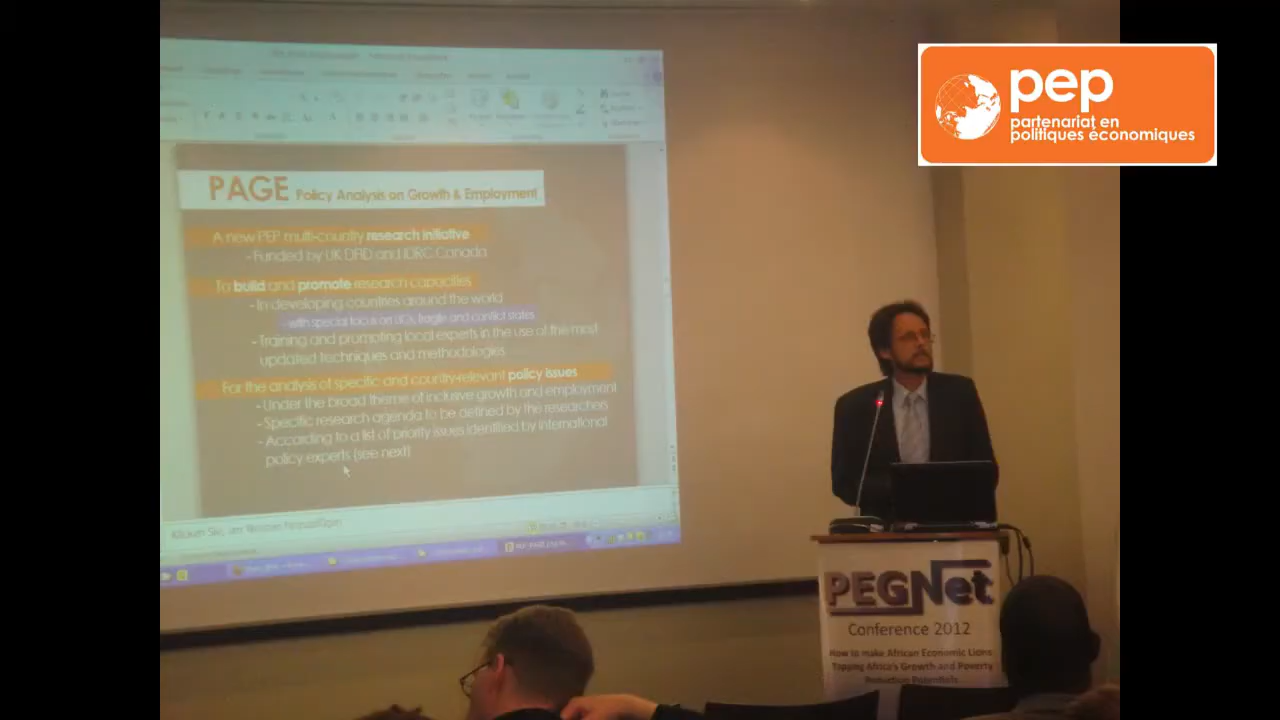 pep
partenariat en
politiques économiques
PAGE Policy Analysis on Growth & Employment
A new PEP multi-country research initiative
- Funded by UK DFID and IDRC Canada
To build and promote research capacities
- In developing countries around the world
- with special focus on LICs, fragile and conflict states
- Training and promoting local experts in the use of the most
updated techniques and methodologies
For the analysis of specific and country-relevant policy issues
- Under the broad theme of inclusive growth and employment
- Specific research agenda to be defined by the researchers
- According to a list of priority issues identified by international
policy experts (see next)
PEGNet
Conference 2012
How to make African Economic Lions
Tapping Africa's Growth and Poverty
Reduction Potentials